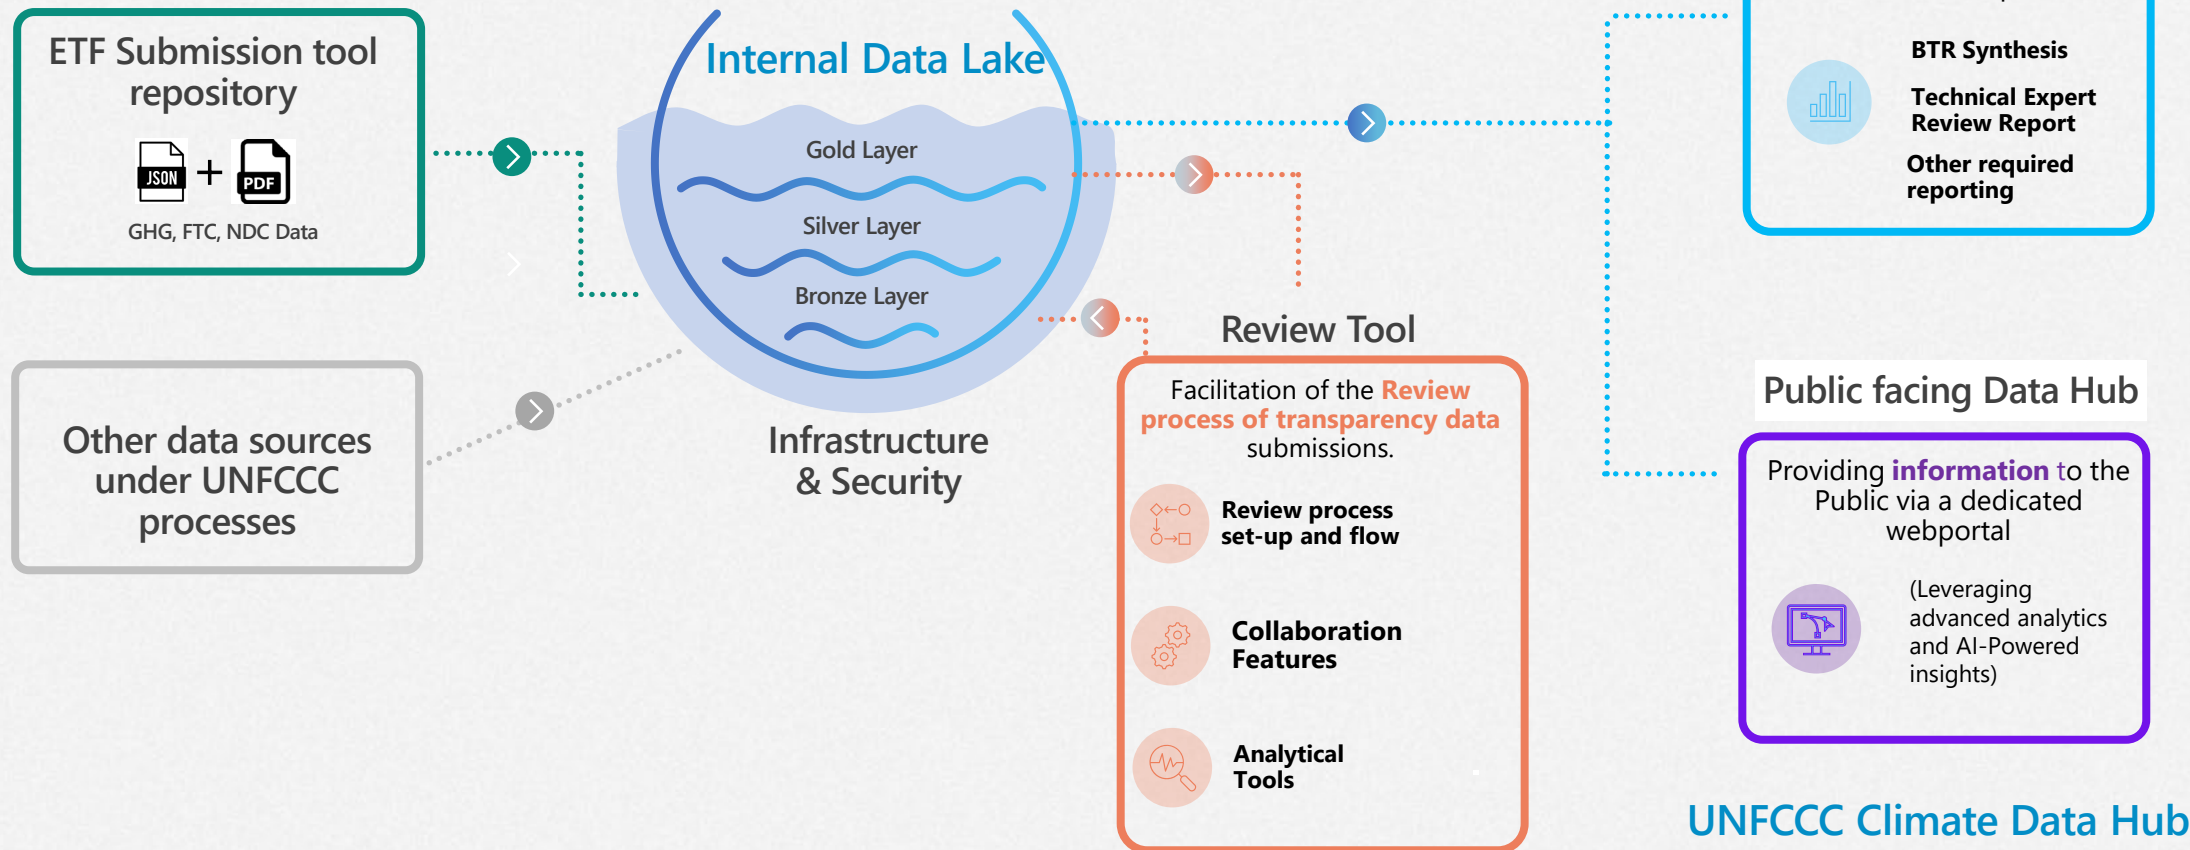 ETF Submission tool
repository
JSON
+
PDF
GHG, FTC, NDC Data
Other data sources
under UNFCCC
processes
Internal Data Lake
Gold Layer
Silver Layer
Bronze Layer
Infrastructure
& Security
Review Tool
Facilitation of the Review
process of transparency data
submissions.
Review process
set-up and flow
Collaboration
Features
Analytical
Tools
BTR Synthesis
Technical Expert
Review Report
Other required
reporting
Public facing Data Hub
Providing information to the
Public via a dedicated
webportal
(Leveraging
advanced analytics
and AI-Powered
insights)
UNFCCC Climate Data Hub